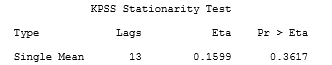 KPSS Stationarity Test
Type Lags Eta Pr > Eta
Single Mean 13 0.1599 0.3617